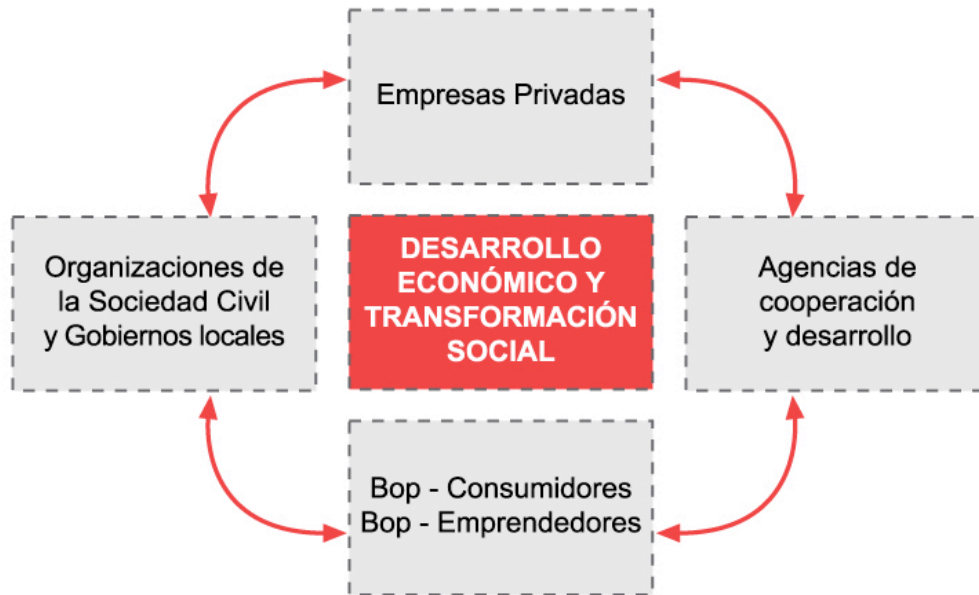 Empresas Privadas
Organizaciones de
la Sociedad Civil
y Gobiernos locales
DESARROLLO
ECONÓMICO Y
TRANSFORMACIÓN
SOCIAL
Agencias de
cooperación
y desarrollo
Bop - Consumidores
Bop - Emprendedores